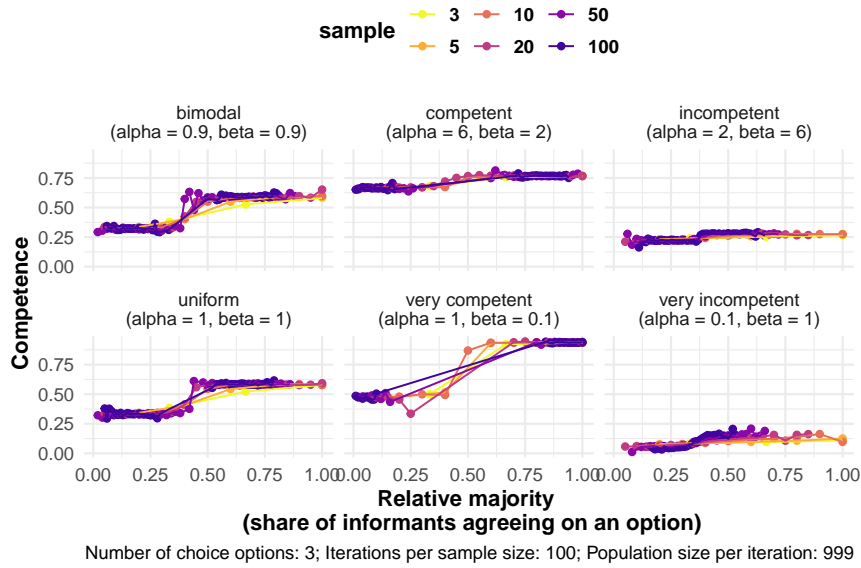 sample
3 10 50
5 20 100
bimodal
(alpha = 0.9, beta = 0.9)
competent
(alpha = 6, beta = 2)
incompetent
(alpha = 2, beta = 6)
0.75
0.50
0.25
0.00
uniform
(alpha = 1, beta = 1)
very competent
(alpha = 1, beta = 0.1)
very incompetent
(alpha = 0.1, beta = 1)
0.75
0.50
0.25
0.00
Competence
0.00 0.25 0.50 0.75 1.00
0.00 0.25 0.50 0.75 1.00
0.00 0.25 0.50 0.75 1.00
Relative majority
(share of informants agreeing on an option)
Number of choice options: 3; Iterations per sample size: 100; Population size per iteration: 999